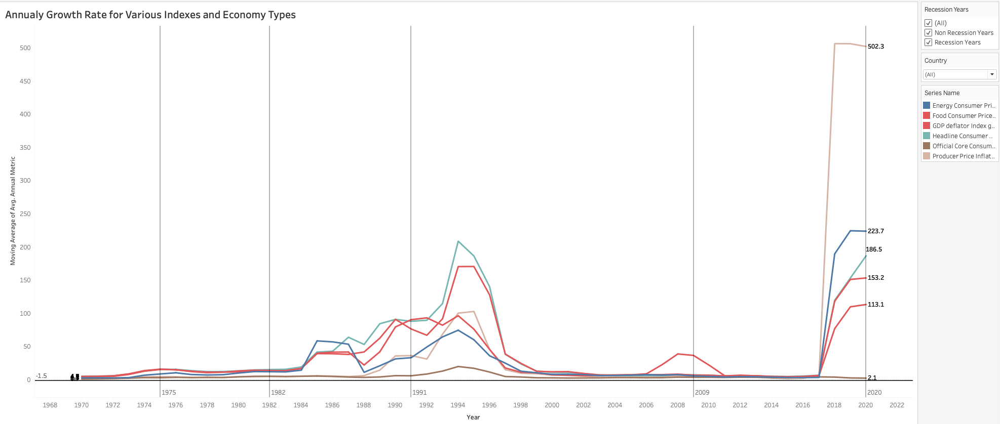 Annualy Growth Rate for Various Indexes and Economy Types
Moving Average of Avg. Annual Metric
500
450
400
350
300
250
200
150
100
50
0
-1.5
502.3
223.7
186.5
153.2
113.1
2.1
1975
1982
1991
2009
2020
1968 1970 1972 1974 1976 1978 1980 1982 1984 1986 1988 1990 1992 1994 1996 1998 2000 2002 2004 2006 2008 2010 2012 2014 2016 2018 2020 2022
Year
Recession Years
(All)
Non Recession Years
Recession Years
Country
(All)
Series Name
Energy Consumer Pri..
Food Consumer Price..
GDP deflator Index g..
Headline Consumer ..
Official Core Consum..
Producer Price Inflat..